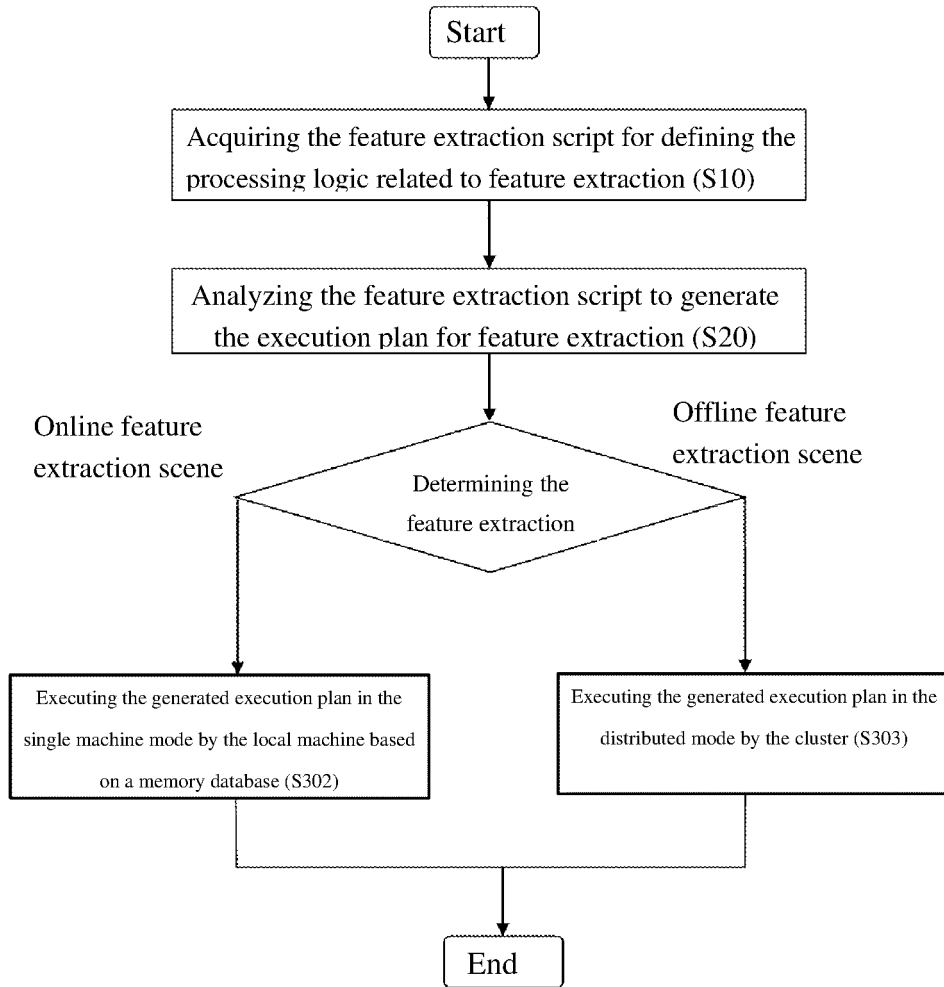 Start
Acquiring the feature extraction script for defining the
processing logic related to feature extraction (S10)
Analyzing the feature extraction script to generate
the execution plan for feature extraction (S20)
Online feature
extraction scene
Offline feature
extraction scene
Determining the
feature extraction
Executing the generated execution plan in the
single machine mode by the local machine based
on a memory database (S302)
Executing the generated execution plan in the
distributed mode by the cluster (S303)
End